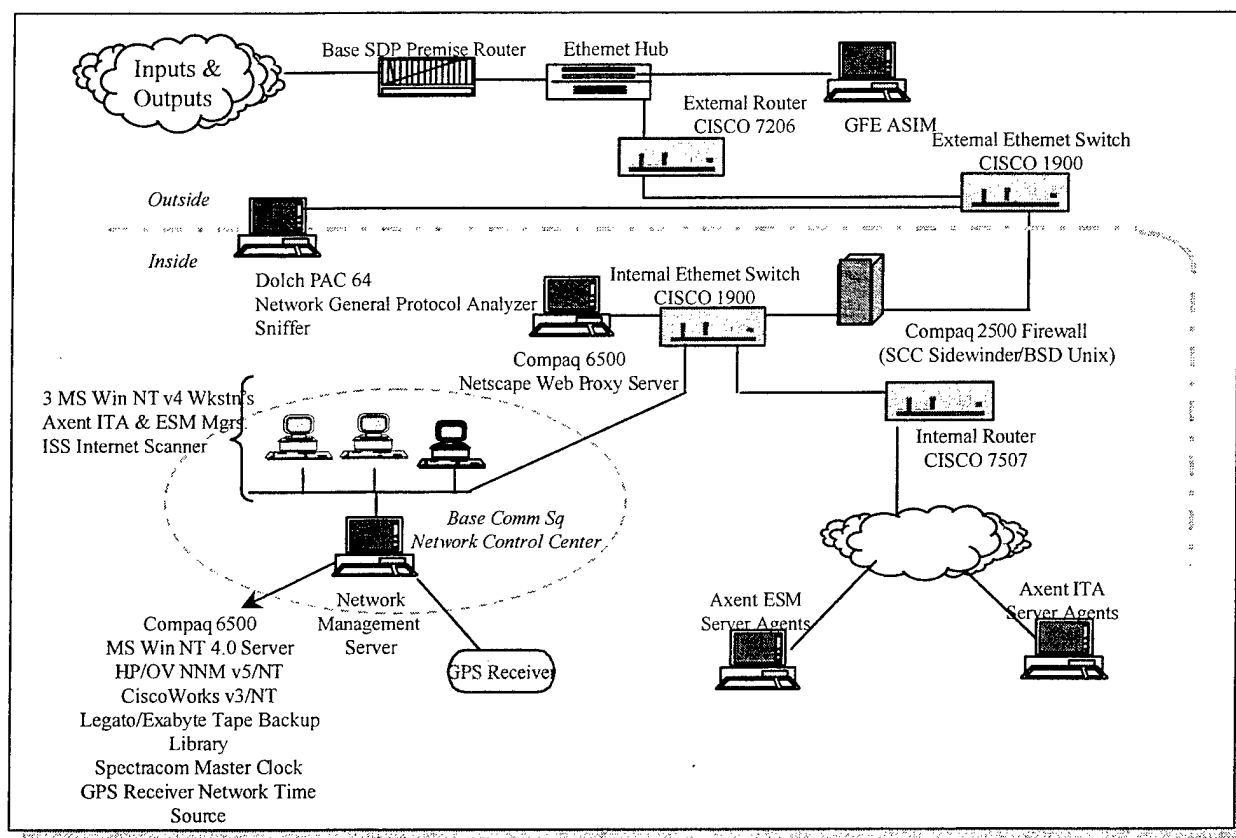 Base SDP Premise Router
Ethernet Hub
Inputs &
Outputs
External Router
CISCO 7206
GFE ASIM
External Ethernet Switch
CISCO 1900
Outside
Inside
Dolch PAC 64
Network General Protocol Analyzer
Sniffer
Internal Ethernet Switch
CISCO 1900
Compaq 2500 Firewall
(SCC Sidewinder/BSD Unix)
Compaq 6500
Netscape Web Proxy Server
3 MS Win NT v4 Wkstn's
Axent ITA & ESM Mgrs.
ISS Internet Scanner
Internal Router
CISCO 7507
Base Comm Sq
Network Control Center
Network
Management
Server
GPS Receiver
Axent ESM
Server Agents
Axent ITA
Server Agents
Compaq 6500
MS Win NT 4.0 Server
HP/OV NNM v5/NT
CiscoWorks v3/NT
Legato/Exabyte Tape Backup
Library
Spectracom Master Clock
GPS Receiver Network Time
Source